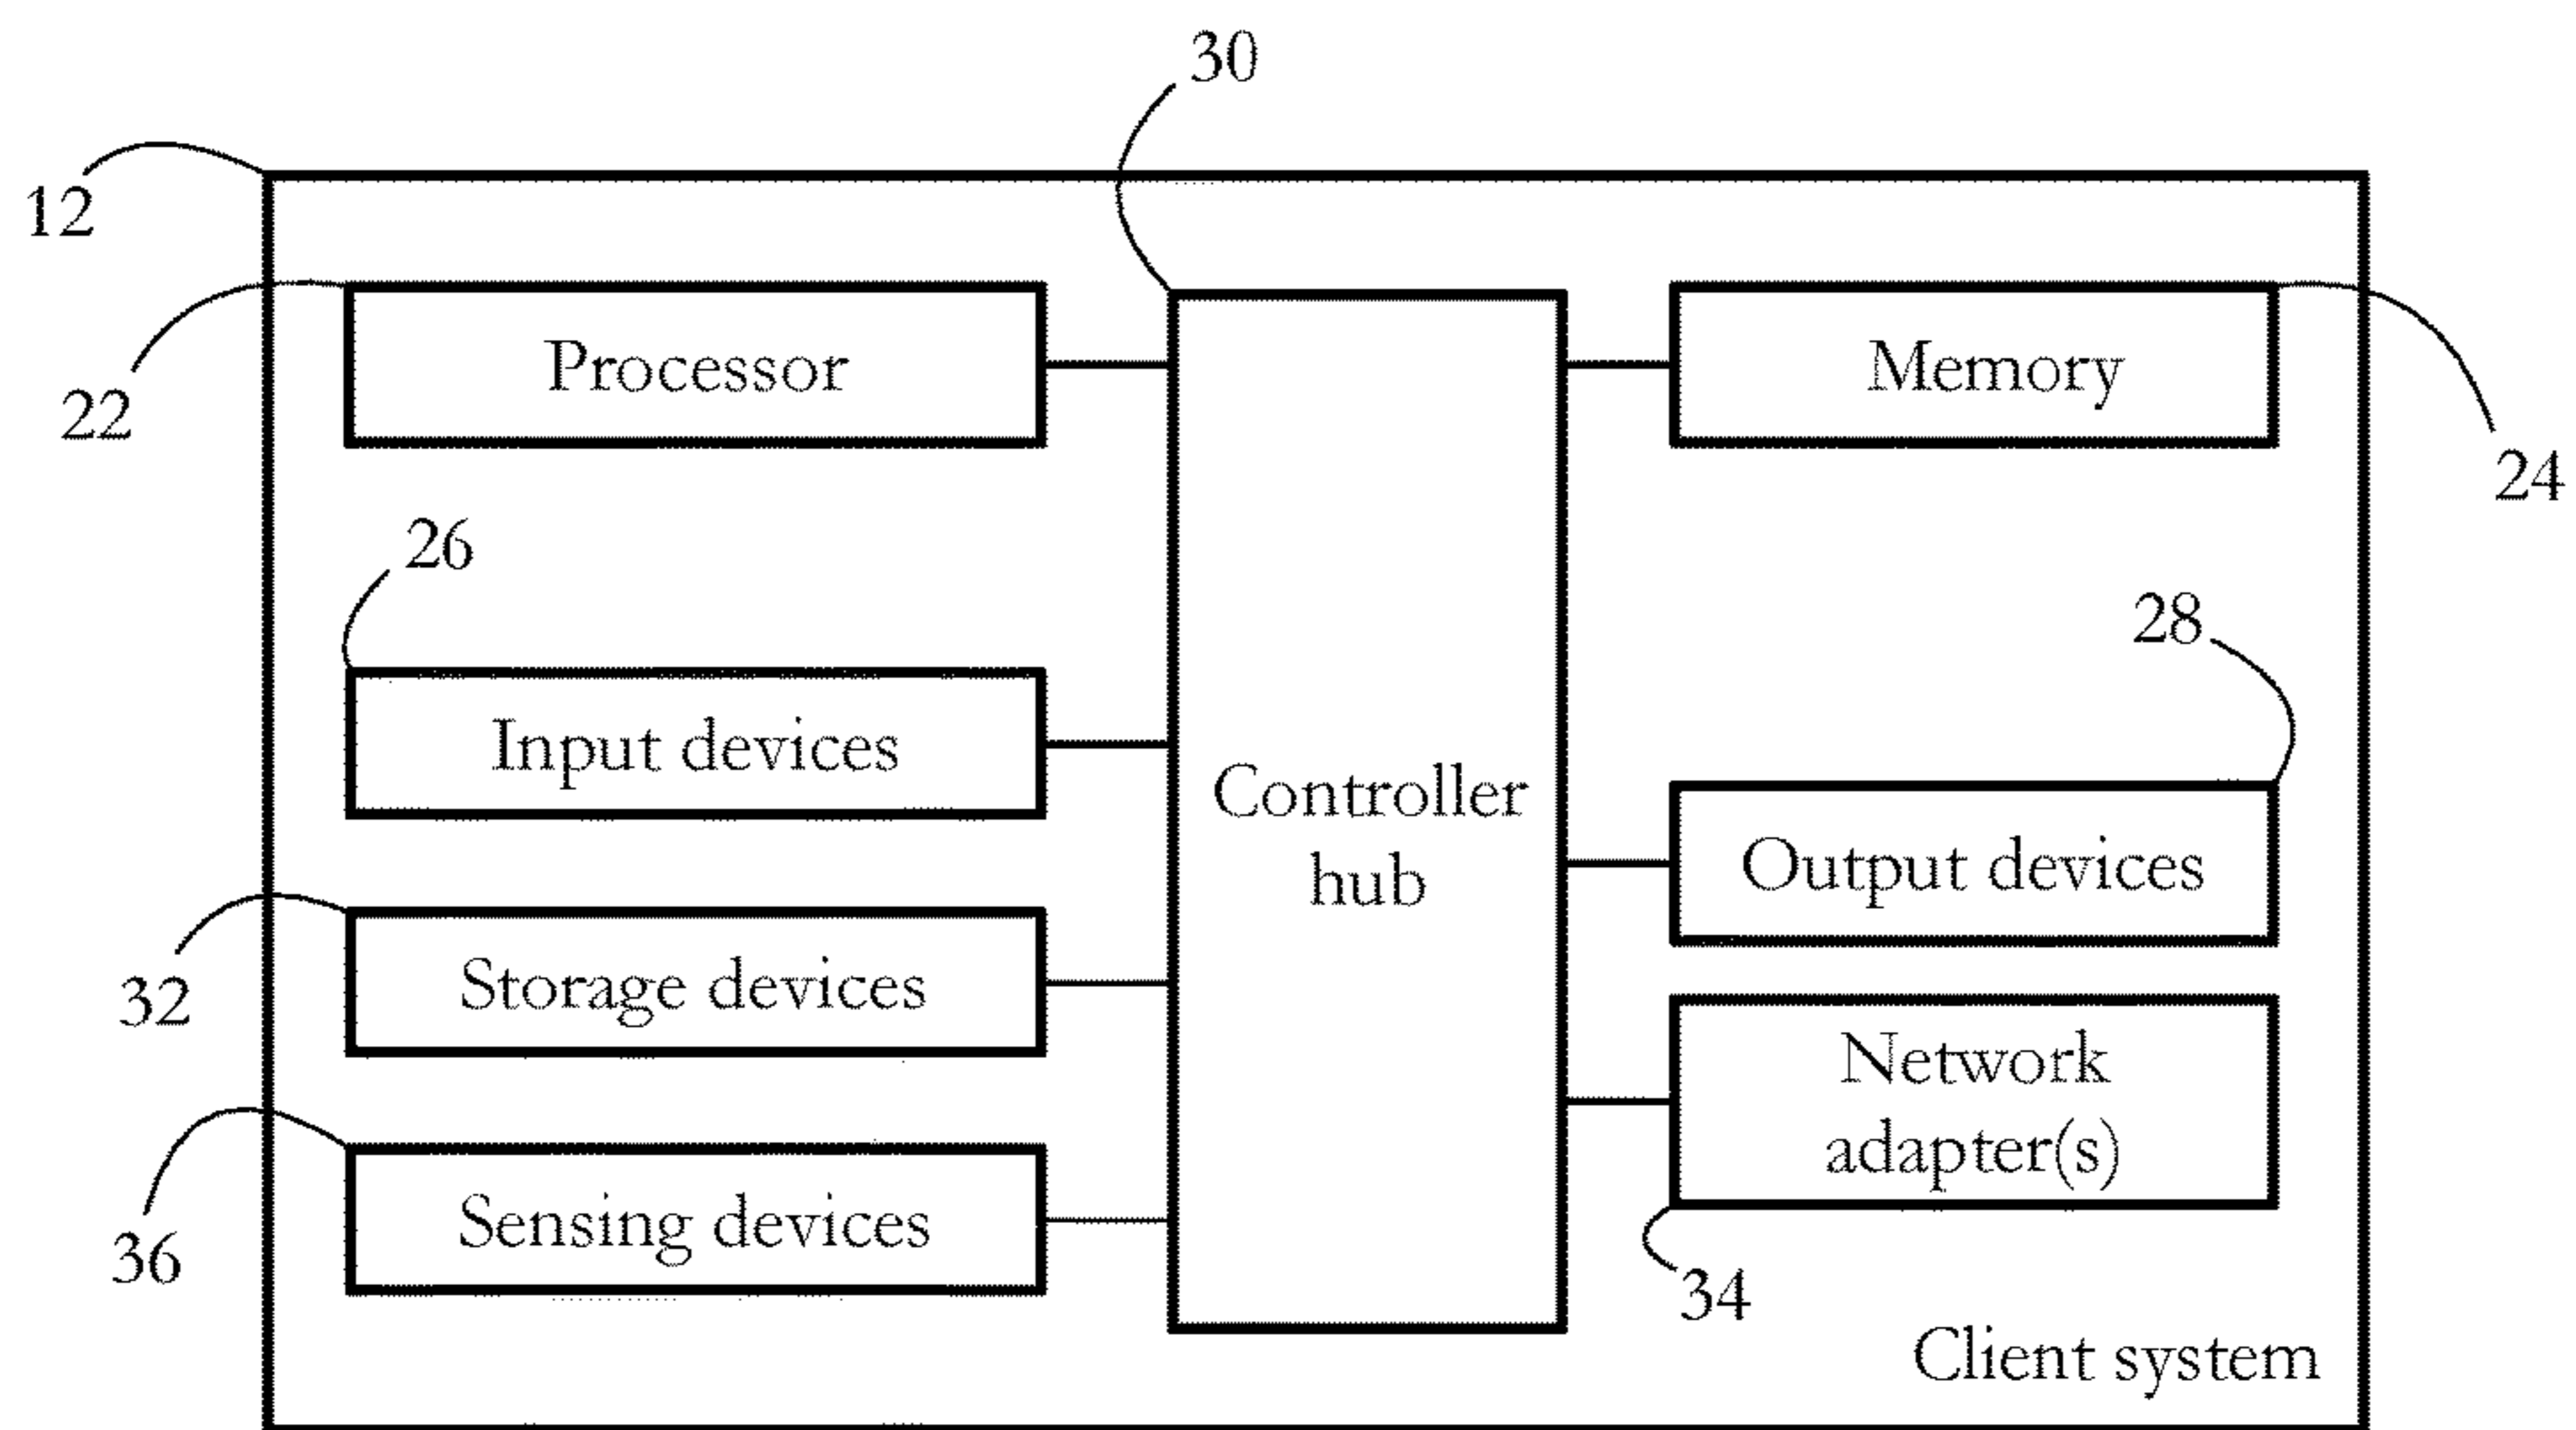 30
12
22
Processor
Memory
24
26
28
Input devices
Controller
hub
Output devices
32
Storage devices
Network
adapter(s)
36
Sensing devices
34
Client system